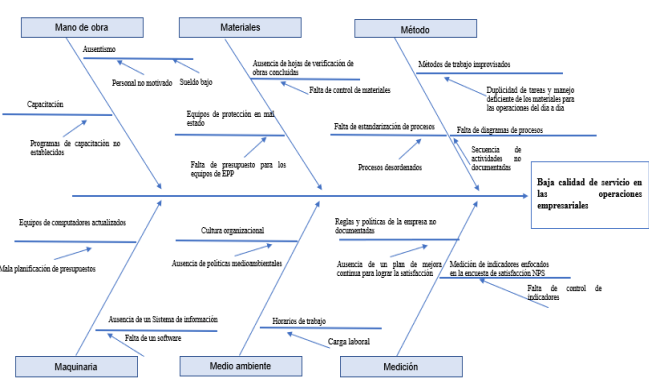 Mano de obra
Materiales
Método
Ausentismo
Personal no motivado
Sueldo bajo
Capacitación
Programas de capacitación no
establecidos
Ausencia de hojas de verificación de
obras concluidas
Falta de control de materiales
Equipos de protección en mal
estado
Falta de presupuesto para los
equipos de EPP
Métodos de trabajo improvisados
Duplicidad de tareas y manejo
deficiente de los materiales para
las operaciones del dia a dia
Falta de estandarización de procesos
Procesos desordenados
Falta de diagramas de procesos
Secuencia de
actividades no
documentadas
Baja calidad de servicio en
las operaciones
empresariales
Equipos de computadores actualizados
Mala planificación de presupuestos
Ausencia de un Sistema de información
Falta de un software
Cultura organizacional
Ausencia de políticas medioambientales
Horarios de trabajo
Carga laboral
Reglas y políticas de la empresa no
documentadas
Ausencia de un plan de mejora
continua para lograr la satisfacción
Medición de indicadores enfocados
en la encuesta de satisfacción NPS
Falta de control de
indicadores
Maquinaria
Medio ambiente
Medición